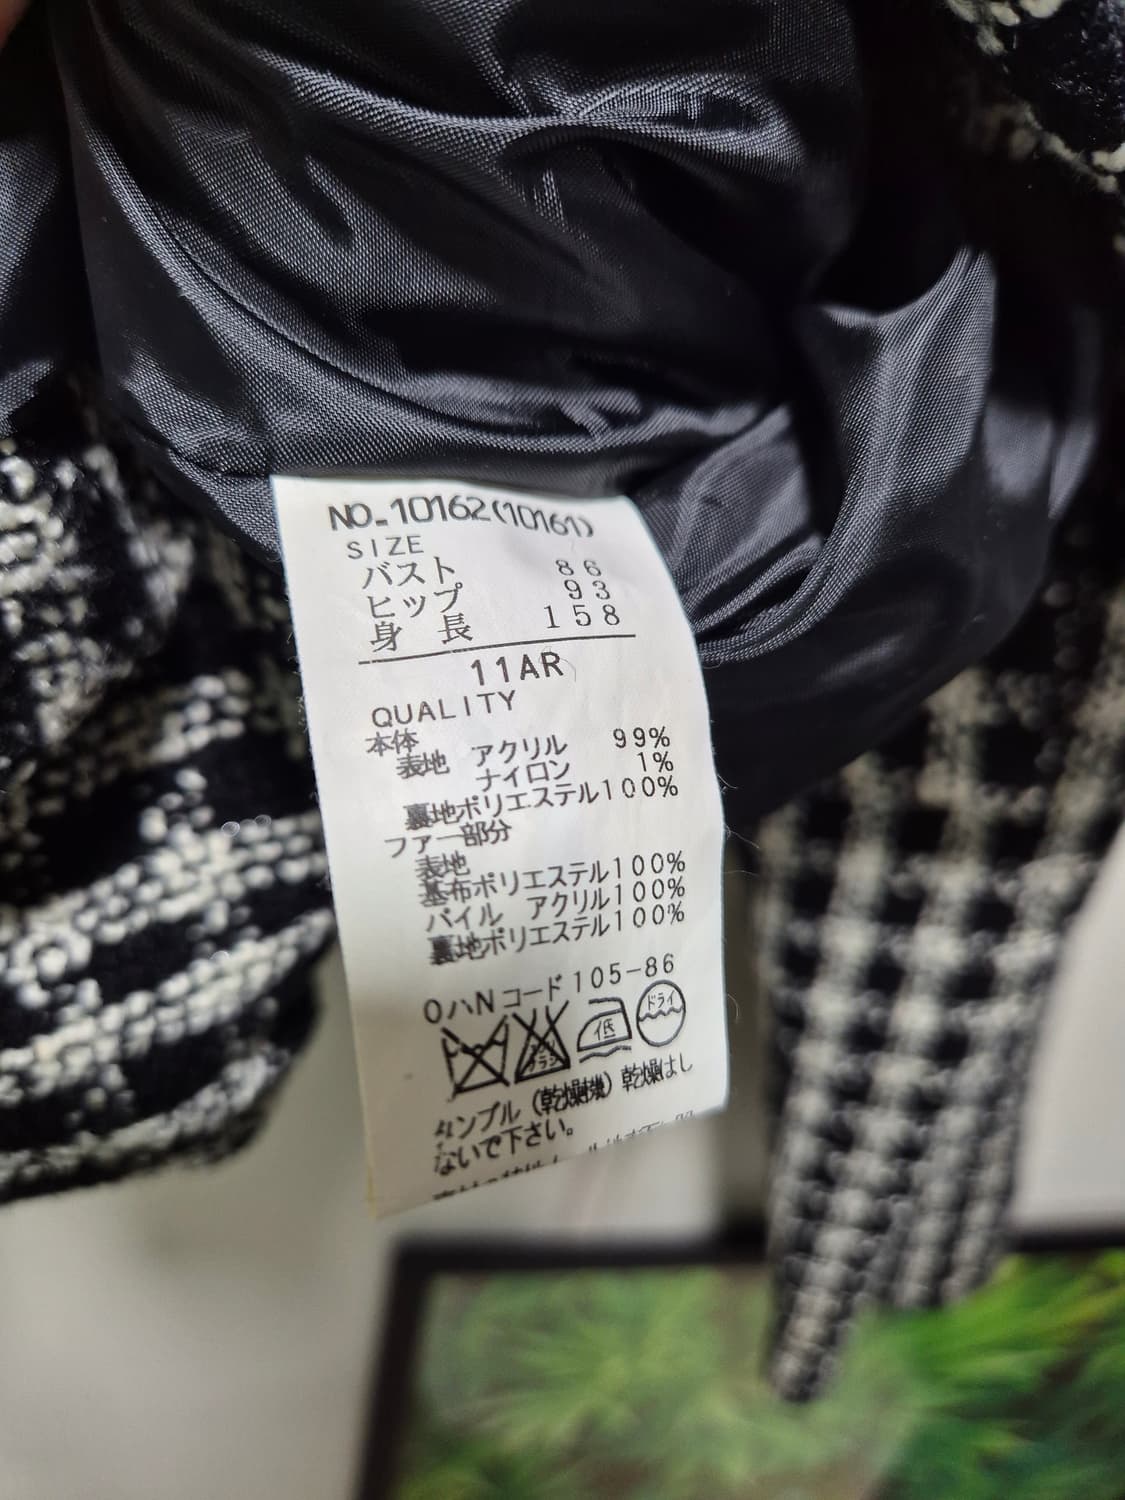 NO.10162(10161)
SIZE
バスト 86
ヒップ 93
身長 158
11AR
QUALITY
本体
表地 アクリル 99%
ナイロン 1%
裏地ポリエステル100%
ファー部分
表地
基布ポリエステル100%
パイル アクリル100%
裏地ポリエステル100%
OハNコード105-86
低 ドライ
タンブル(乾燥機)乾燥はし
ないで下さい。